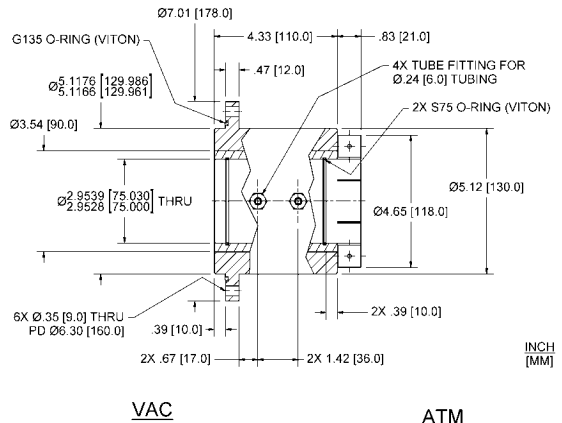 Ø7.01 [178.0]
G135 O-RING (VITON)
4.33 [110.0]
.83 [21.0]
.47 [12.0]
4X TUBE FITTING FOR
Ø.24 [6.0] TUBING
Ø5.1176 [129.986]
5.1166 [129.961]
2X S75 O-RING (VITON)
Ø3.54 [90.0]
Ø2.9539 [75.030] THRU
2.9528 [75.000]
Ø5.12 [130.0]
Ø4.65 [118.0]
6X Ø.35 [9.0] THRU
PD Ø6.30 [160.0]
.39 [10.0]
2X .39 [10.0]
2X .67 [17.0]
2X 1.42 [36.0]
INCH
[MM]
VAC
ATM